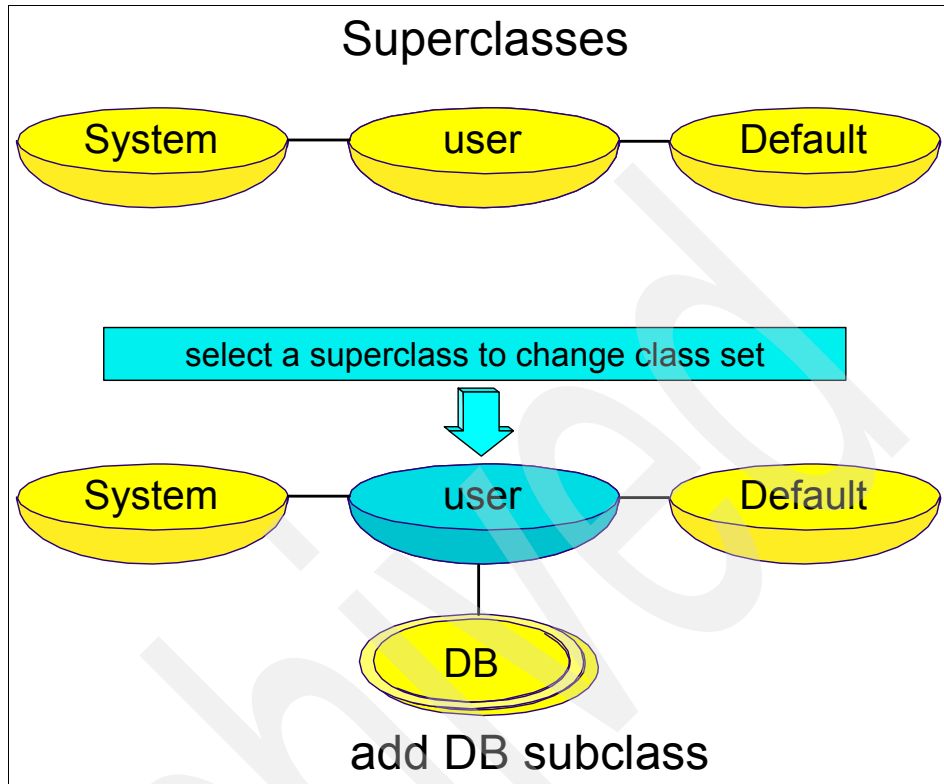 Superclasses
System user Default
select a superclass to change class set
System user Default
DB
add DB subclass